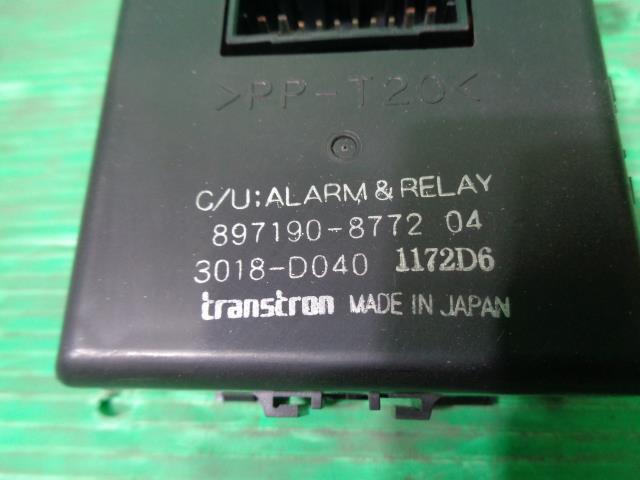 >PP-T20<
C/U:ALARM & RELAY
897190-8772 04
3018-D040 1172D6
transtron MADE IN JAPAN